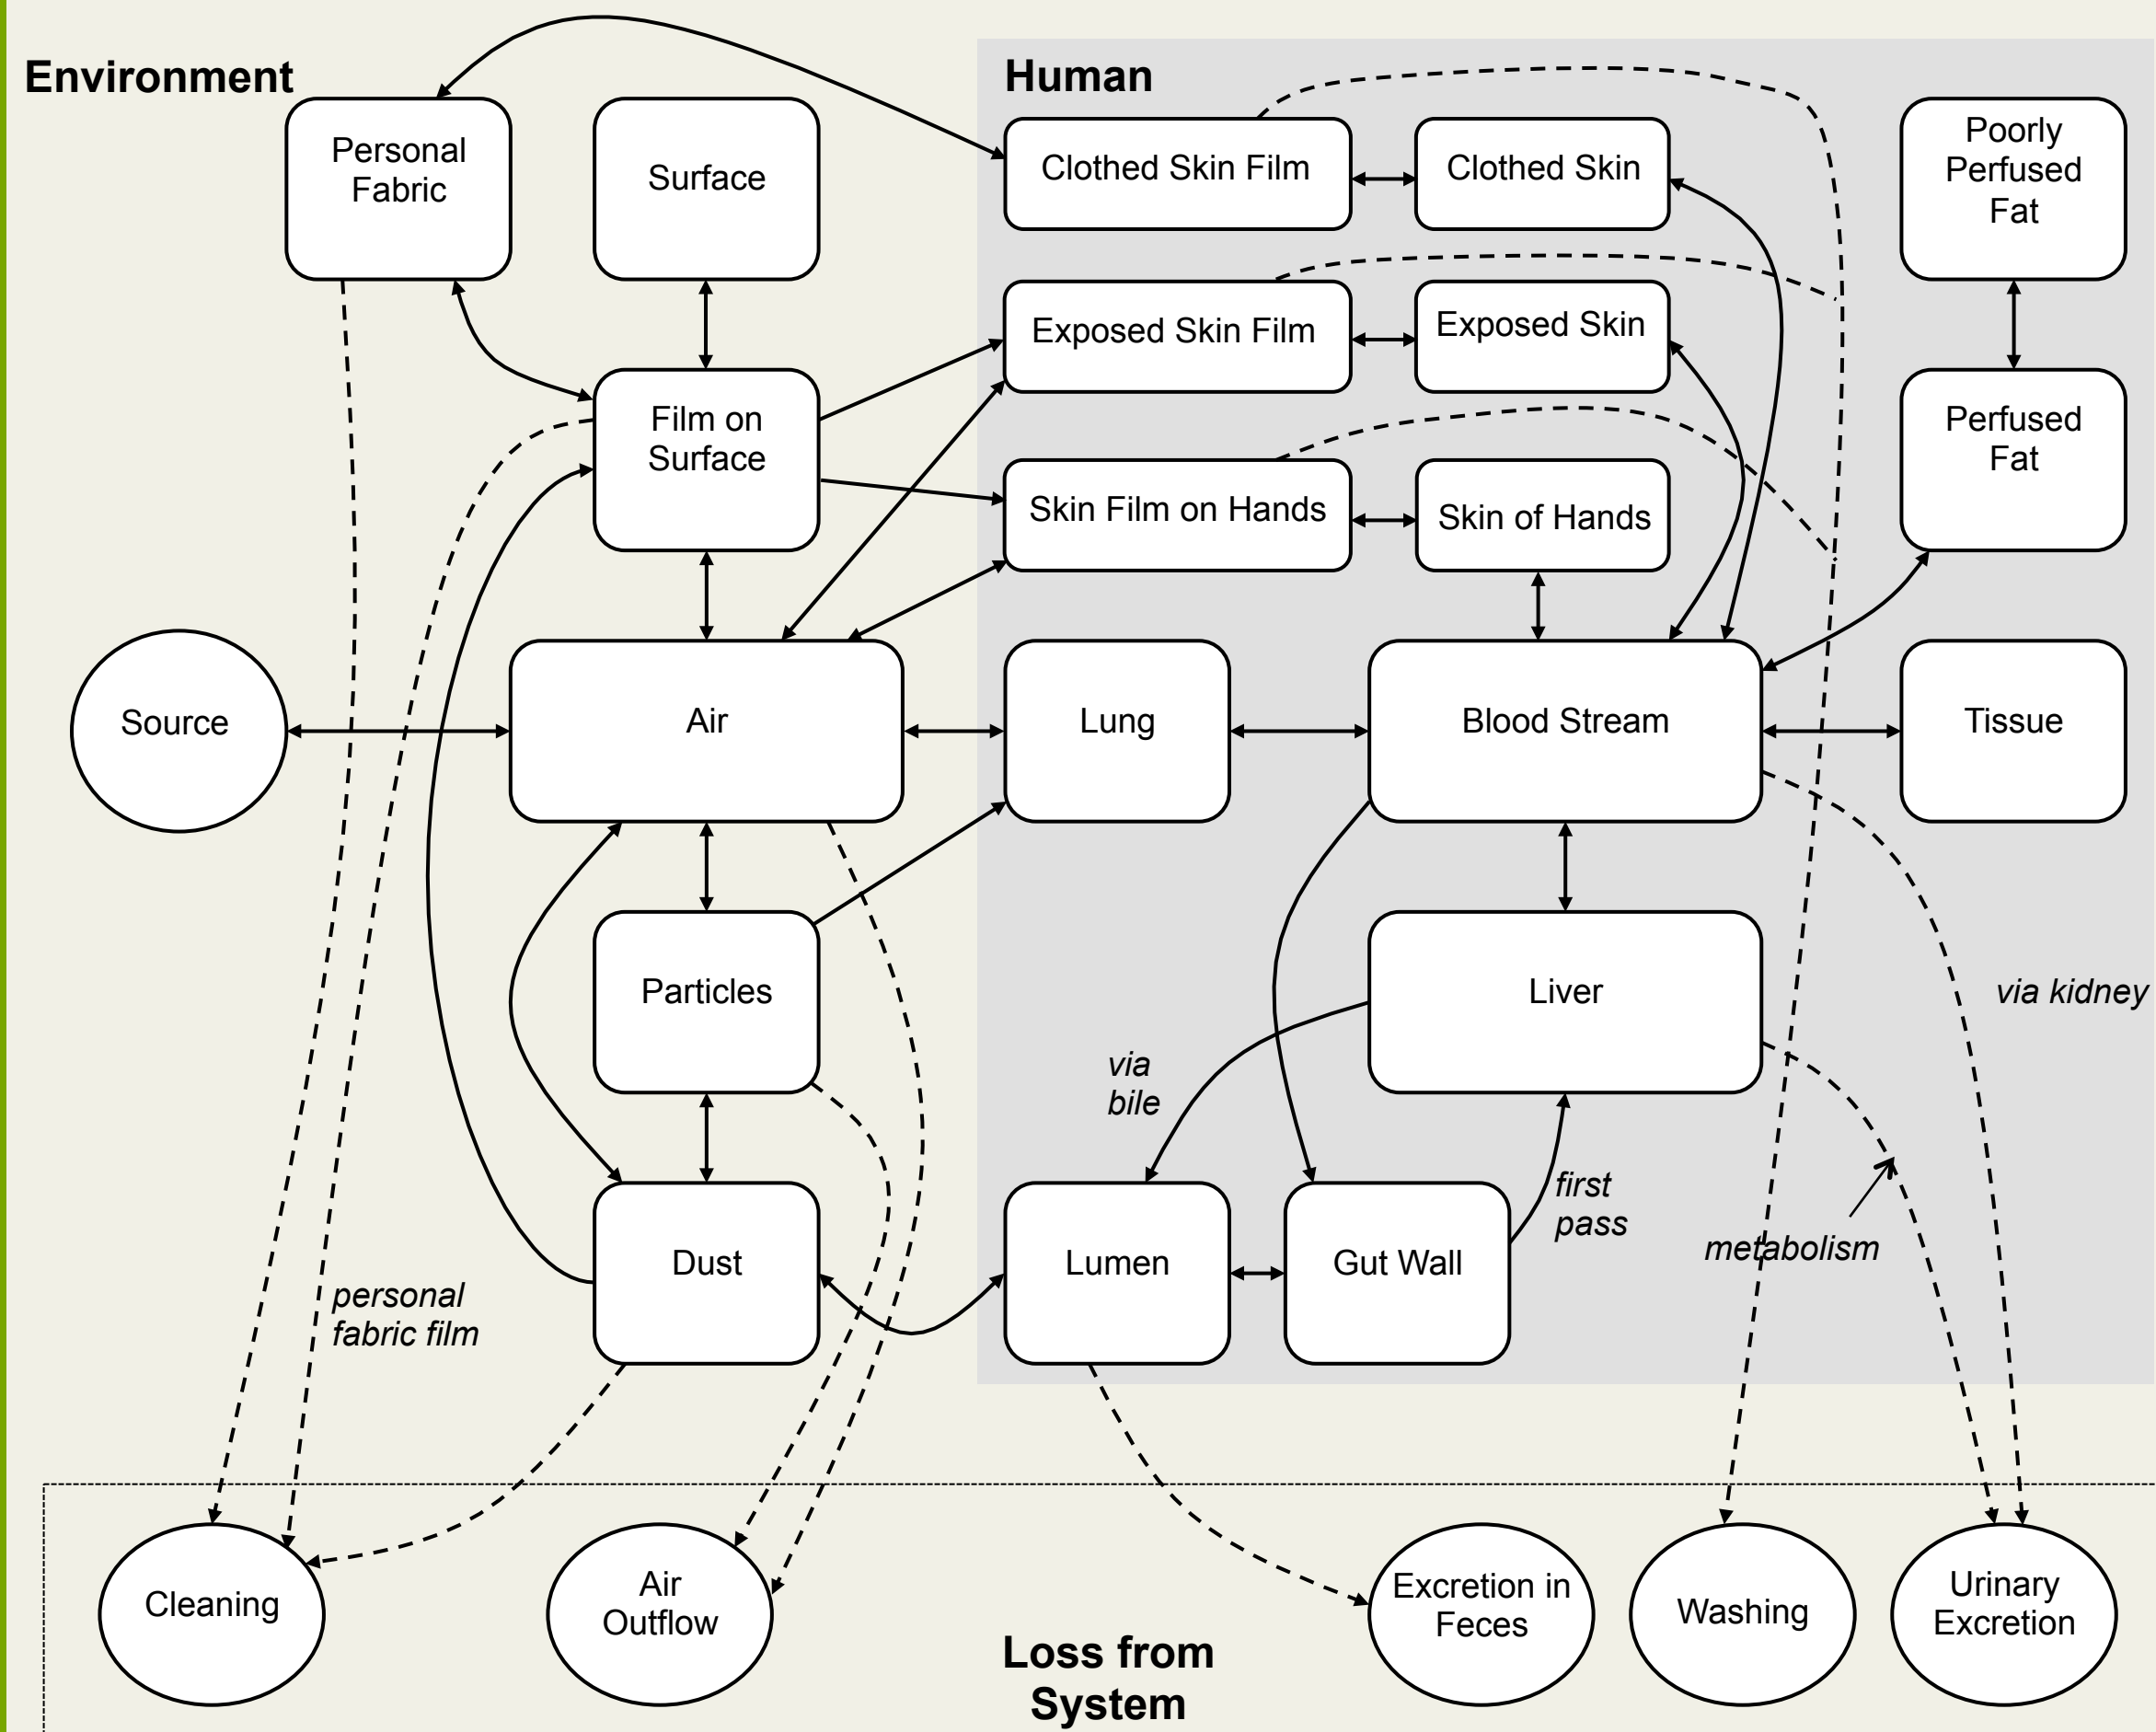 Environment
Human
Personal
Fabric
Surface
Clothed Skin Film
Clothed Skin
Poorly
Perfused
Fat
Exposed Skin Film
Exposed Skin
Film on
Surface
Perfused
Fat
Skin Film on Hands
Skin of Hands
Source
Air
Lung
Blood Stream
Tissue
Particles
Liver
via kidney
via
bile
first
pass
metabolism
Dust
Lumen
Gut Wall
personal
fabric film
Cleaning
Air
Outflow
Excretion in
Feces
Washing
Urinary
Excretion
Loss from
System